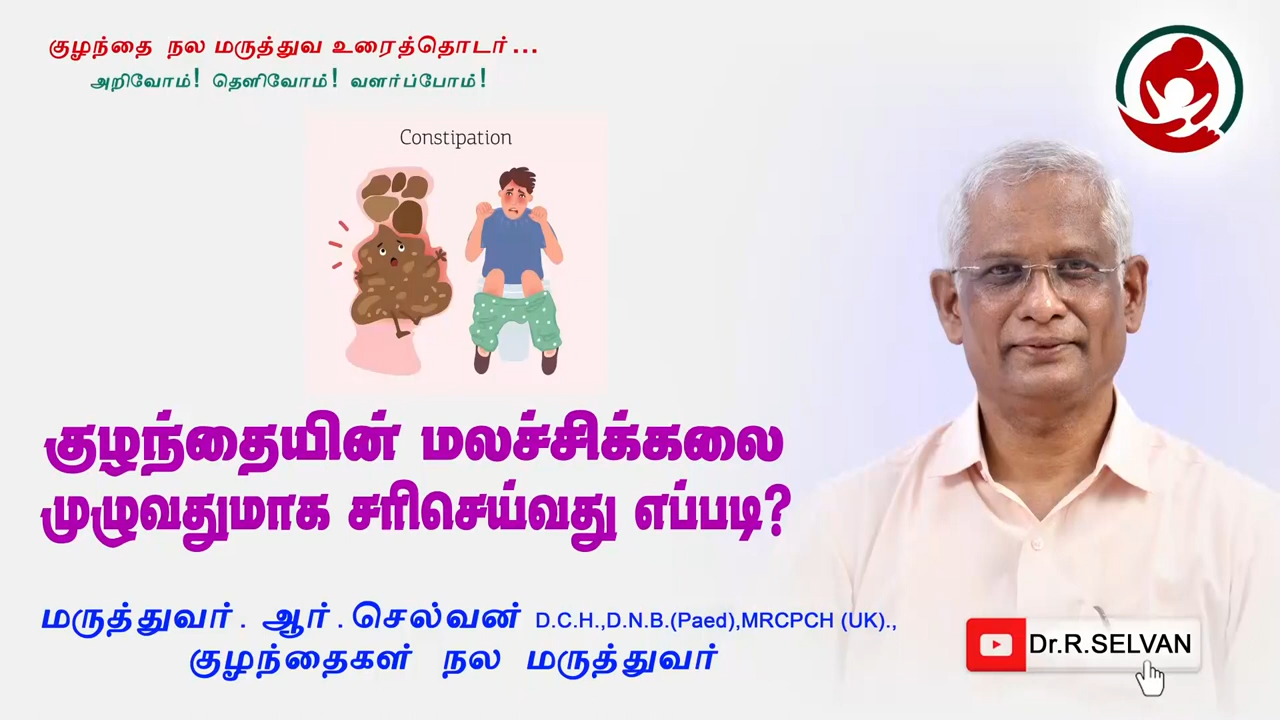 குழந்தை நல மருத்துவ உரைத்தொடர்...
அறிவோம்! தெளிவோம்! வளர்ப்போம்!
Constipation
குழந்தையின் மலச்சிக்கலை
முழுவதுமாக சரிசெய்வது எப்படி?
மருத்துவர். ஆர்.செல்வன் D.C.H.,D.N.B.(Paed),MRCPCH (UK).,
குழந்தைகள் நல மருத்துவர்
Dr.R.SELVAN